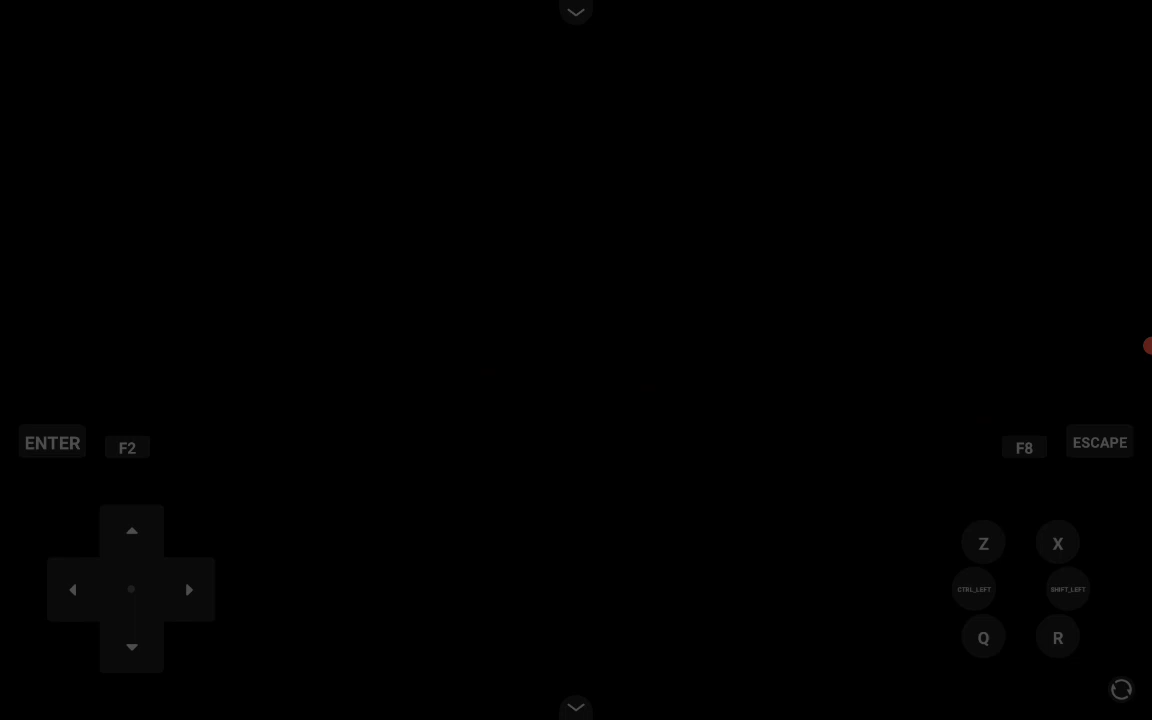 ENTER
F2
F8
ESCAPE
Z
X
CTRL_LEFT
SHIFT_LEFT
Q
R